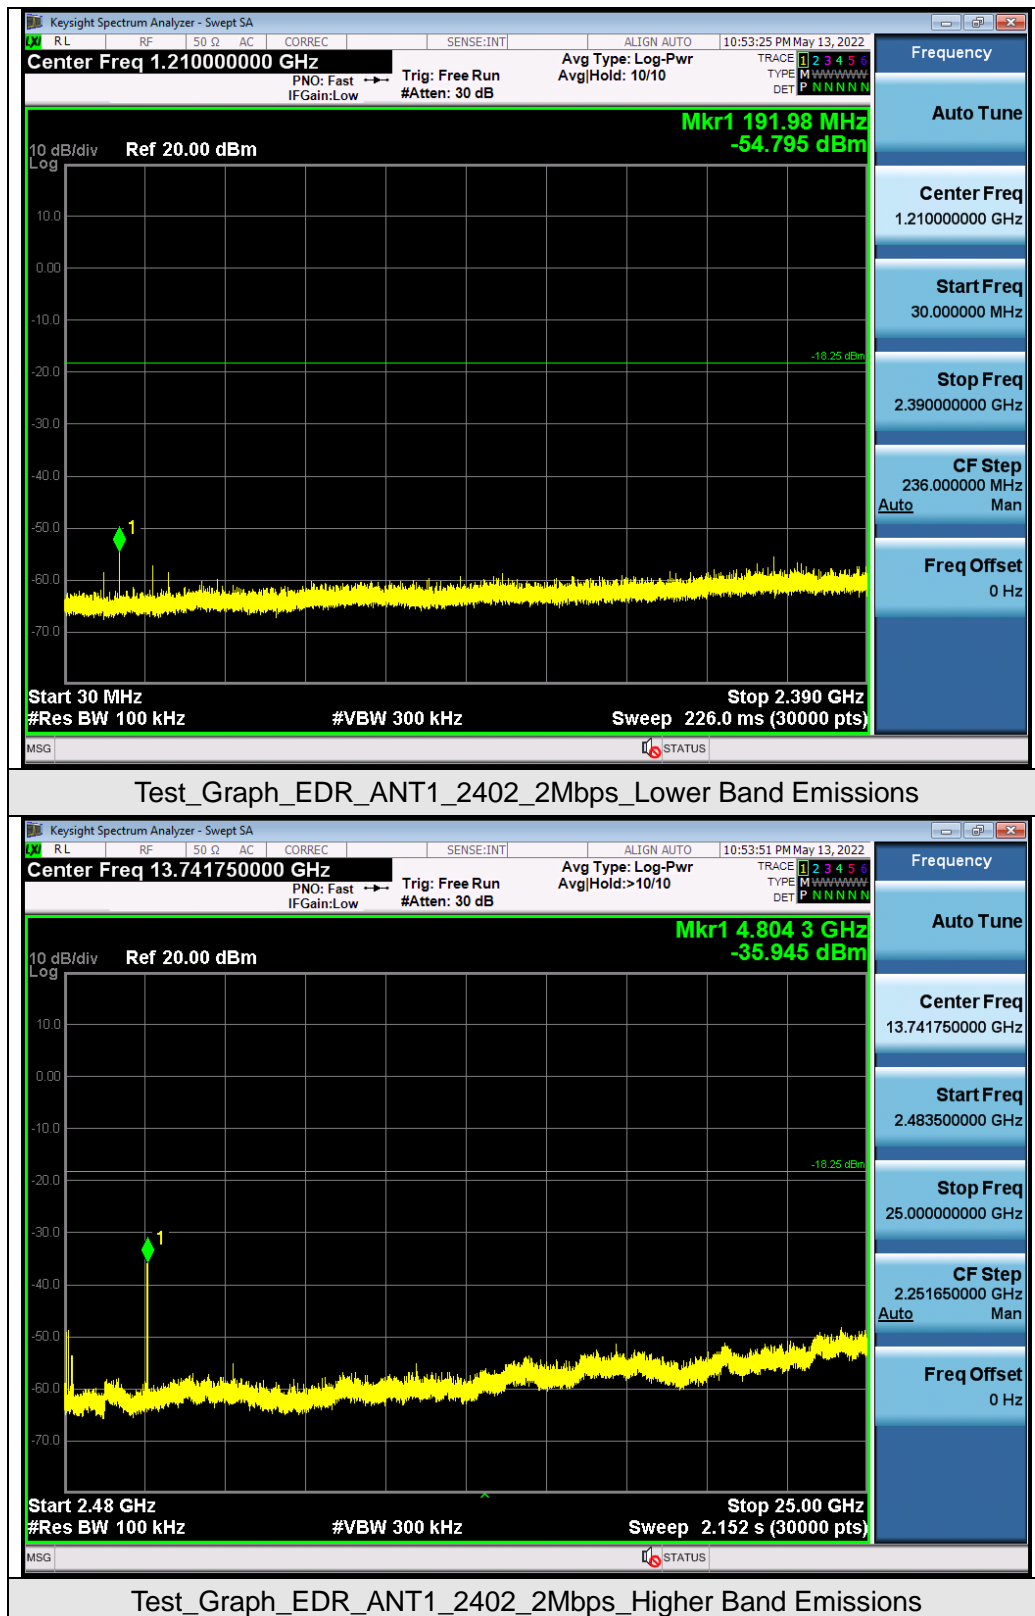 Keysight Spectrum Analyzer - Swept SA
LXI RL RF 50 Ω AC CORREC SENSE:INT ALIGN AUTO 10:53:25 PM May 13, 2022
Center Freq 1.210000000 GHz
PNO: Fast
IFGain:Low
Trig: Free Run
#Atten: 30 dB
Avg Type: Log-Pwr
Avg|Hold: 10/10
TRACE 1 2 3 4 5 6
TYPE M WWWWW
DET P N N N N N
Mkr1 191.98 MHz
-54.795 dBm
10 dB/div Ref 20.00 dBm
Log
10.0
0.00
-10.0
-18.25 dBm
-20.0
-30.0
-40.0
-50.0
1
-60.0
-70.0
Start 30 MHz Stop 2.390 GHz
#Res BW 100 kHz #VBW 300 kHz Sweep 226.0 ms (30000 pts)
MSG STATUS
Frequency
Auto Tune
Center Freq
1.210000000 GHz
Start Freq
30.000000 MHz
Stop Freq
2.390000000 GHz
CF Step
236.000000 MHz
Auto Man
Freq Offset
0 Hz
Test_Graph_EDR_ANT1_2402_2Mbps_Lower Band Emissions
Keysight Spectrum Analyzer - Swept SA
LXI RL RF 50 Ω AC CORREC SENSE:INT ALIGN AUTO 10:53:51 PM May 13, 2022
Center Freq 13.741750000 GHz
PNO: Fast
IFGain:Low
Trig: Free Run
#Atten: 30 dB
Avg Type: Log-Pwr
Avg|Hold:>10/10
TRACE 1 2 3 4 5 6
TYPE M WWWWW
DET P N N N N N
Mkr1 4.804 3 GHz
-35.945 dBm
10 dB/div Ref 20.00 dBm
Log
10.0
0.00
-10.0
-18.25 dBm
-20.0
-30.0
1
-40.0
-50.0
-60.0
-70.0
Start 2.48 GHz Stop 25.00 GHz
#Res BW 100 kHz #VBW 300 kHz Sweep 2.152 s (30000 pts)
MSG STATUS
Frequency
Auto Tune
Center Freq
13.741750000 GHz
Start Freq
2.483500000 GHz
Stop Freq
25.000000000 GHz
CF Step
2.251650000 GHz
Auto Man
Freq Offset
0 Hz
Test_Graph_EDR_ANT1_2402_2Mbps_Higher Band Emissions